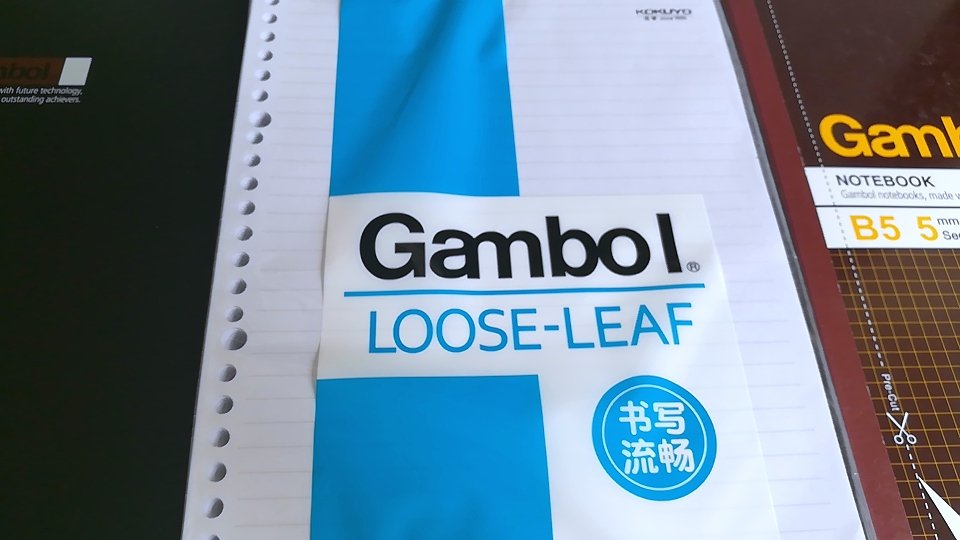 with future technology,
outstanding achievers.
KOKUYO
Gambol®
LOOSE-LEAF
书写
流畅
Gamb
NOTEBOOK
Gambol notebooks, made w
B5 5 mm
Sec
Pre-Cut